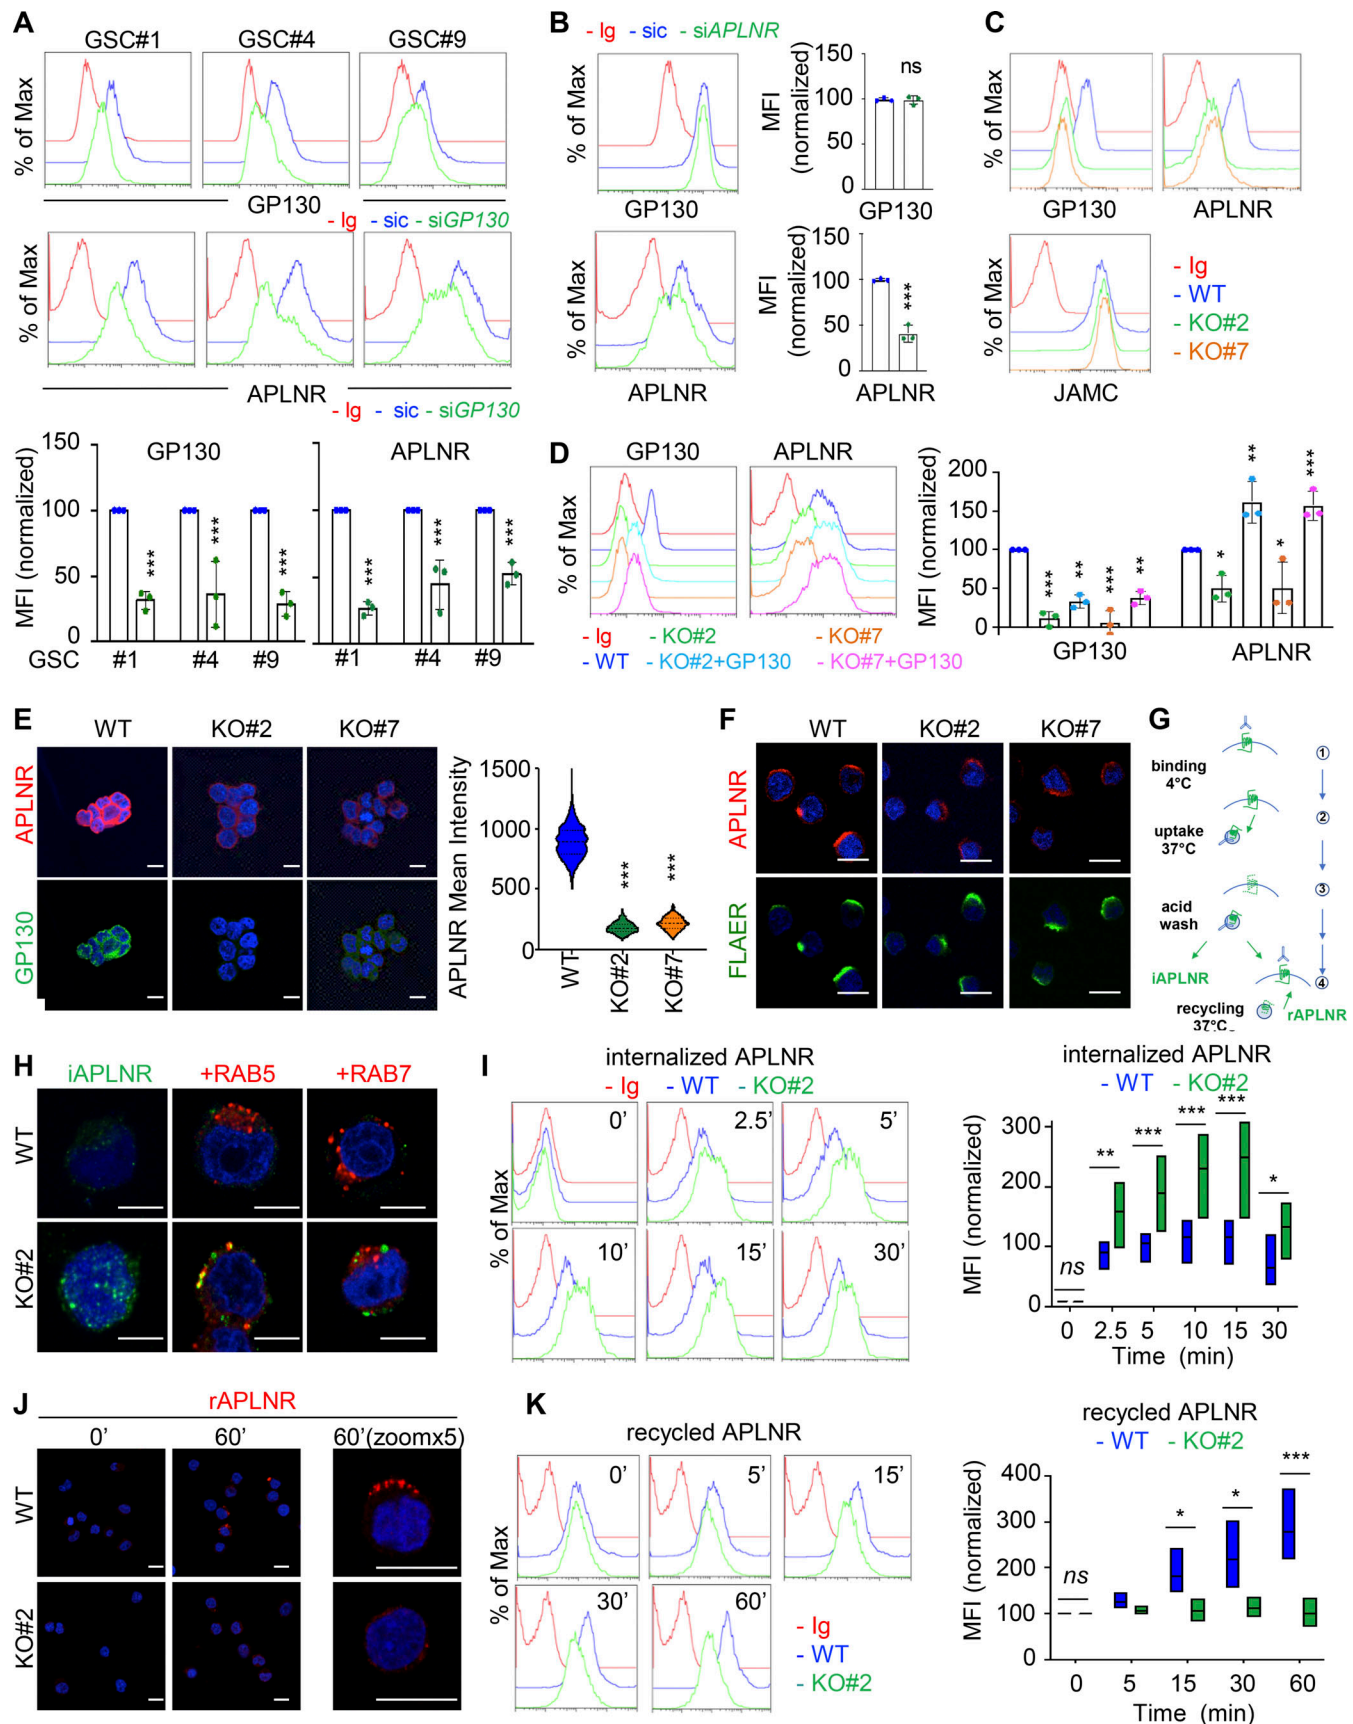 A
GSC#1 GSC#4 GSC#9
% of Max
GP130
- Ig - sic - siGP130
% of Max
APLNR
- Ig - sic - siGP130
GP130 APLNR
MFI (normalized)
150
100
50
0
*** *** *** *** *** ***
GSC #1 #4 #9 #1 #4 #9
B
- Ig - sic - siAPLNR
% of Max
GP130
MFI
(normalized)
150
100
50
0
ns
GP130
% of Max
APLNR
MFI
(normalized)
150
100
50
0
***
APLNR
C
% of Max
GP130 APLNR
% of Max
JAMC
- Ig
- WT
- KO#2
- KO#7
D
GP130 APLNR
% of Max
- Ig - KO#2 - KO#7
- WT - KO#2+GP130 - KO#7+GP130
MFI (normalized)
200
150
100
50
0
*** ** *** ** * ** * ***
GP130 APLNR
E
WT KO#2 KO#7
APLNR
GP130
APLNR Mean Intensity
1500
1000
500
0
*** ***
WT KO#2 KO#7
F
WT KO#2 KO#7
APLNR
FLAER
G
1
binding
4°C
2
uptake
37°C
3
acid
wash
iAPLNR
4
recycling rAPLNR
37°C
H
iAPLNR +RAB5 +RAB7
WT
KO#2
I
internalized APLNR
- Ig - WT - KO#2
% of Max
0’ 2.5’ 5’
10’ 15’ 30’
internalized APLNR
- WT - KO#2
MFI (normalized)
300
200
100
0
ns ** *** *** *** *
0 2.5 5 10 15 30
Time (min)
J
rAPLNR
0’ 60’ 60’(zoomx5)
WT
KO#2
K
recycled APLNR
% of Max
0’ 5’ 15’
30’ 60’
- Ig
- WT
- KO#2
recycled APLNR
- WT - KO#2
MFI (normalized)
400
300
200
100
0
ns * * ***
0 5 15 30 60
Time (min)